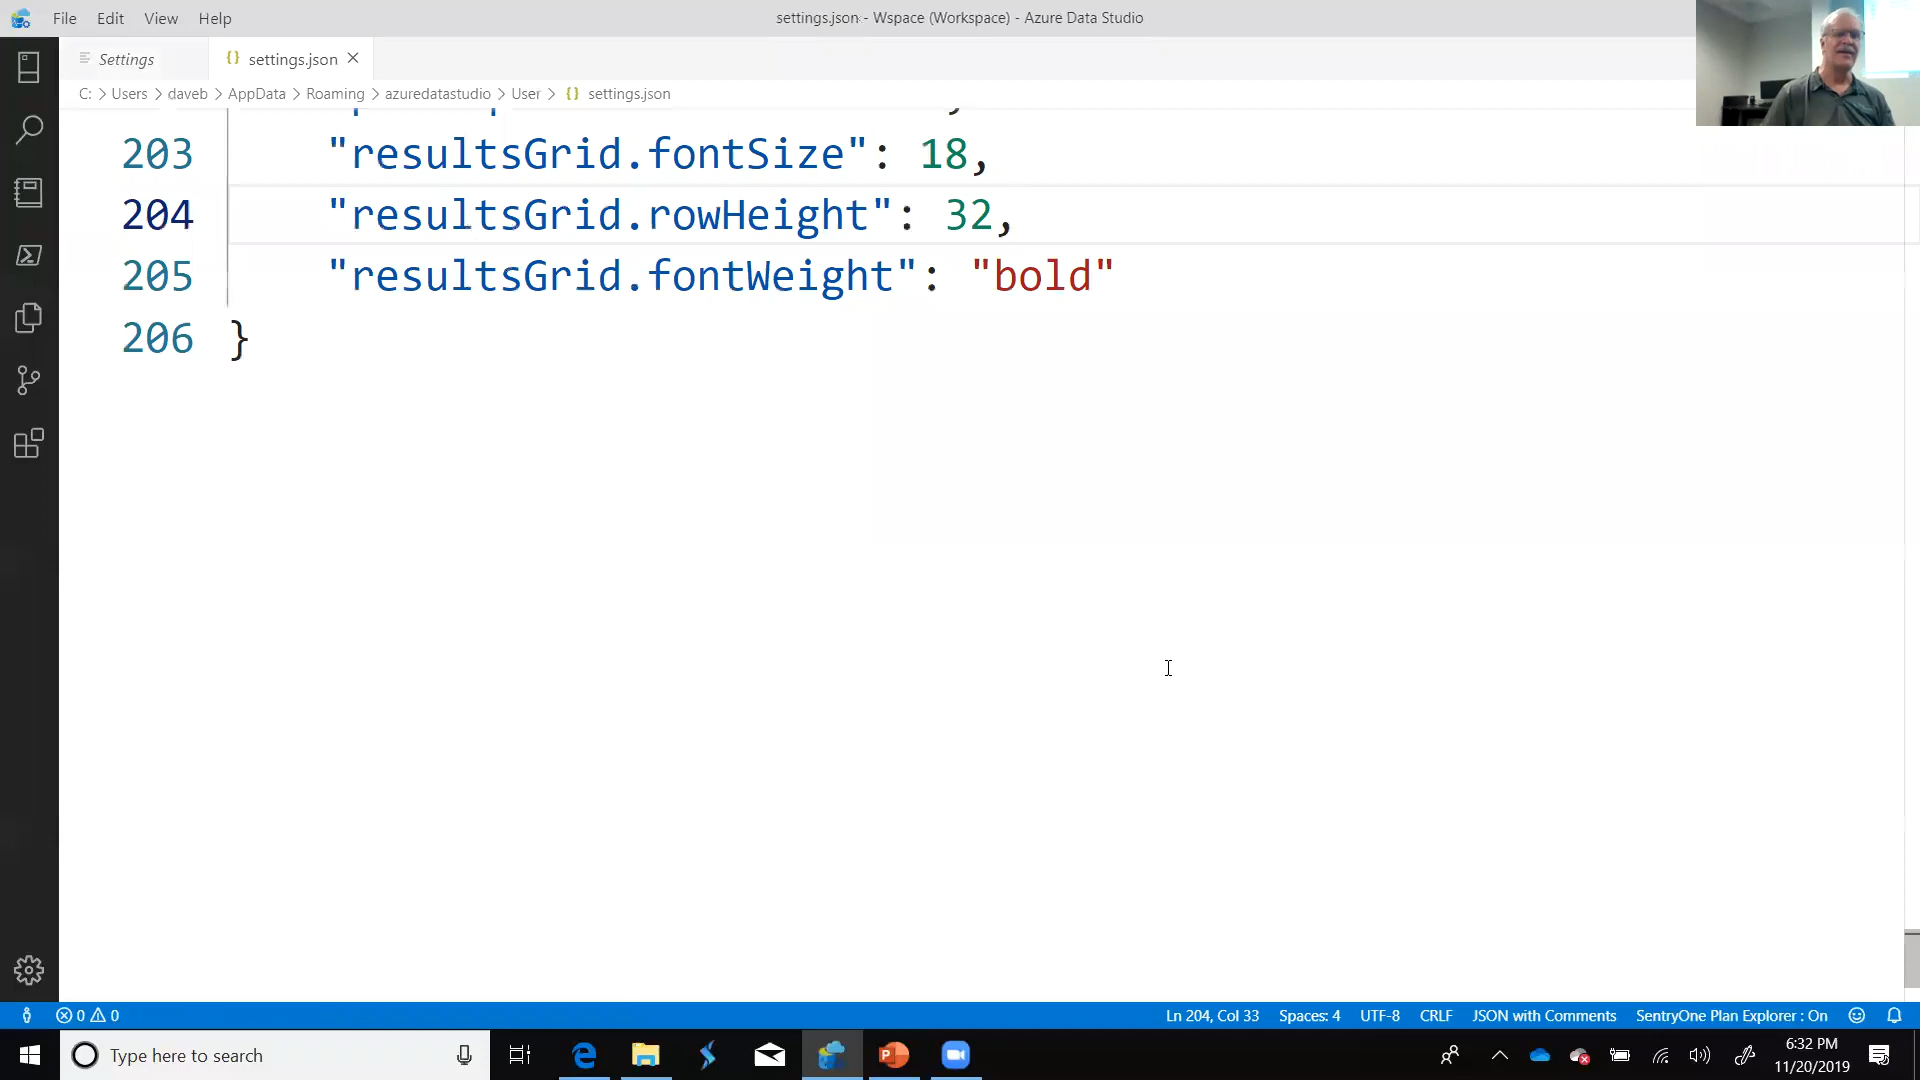 File Edit View Help
settings.json - Wspace (Workspace) - Azure Data Studio
Settings
{} settings.json
C: > Users > daveb > AppData > Roaming > azuredatastudio > User > {} settings.json
203 "resultsGrid.fontSize": 18,
204 "resultsGrid.rowHeight": 32,
205 "resultsGrid.fontWeight": "bold"
206 }
0 0
Ln 204, Col 33 Spaces: 4 UTF-8 CRLF JSON with Comments SentryOne Plan Explorer : On
Type here to search
6:32 PM
11/20/2019